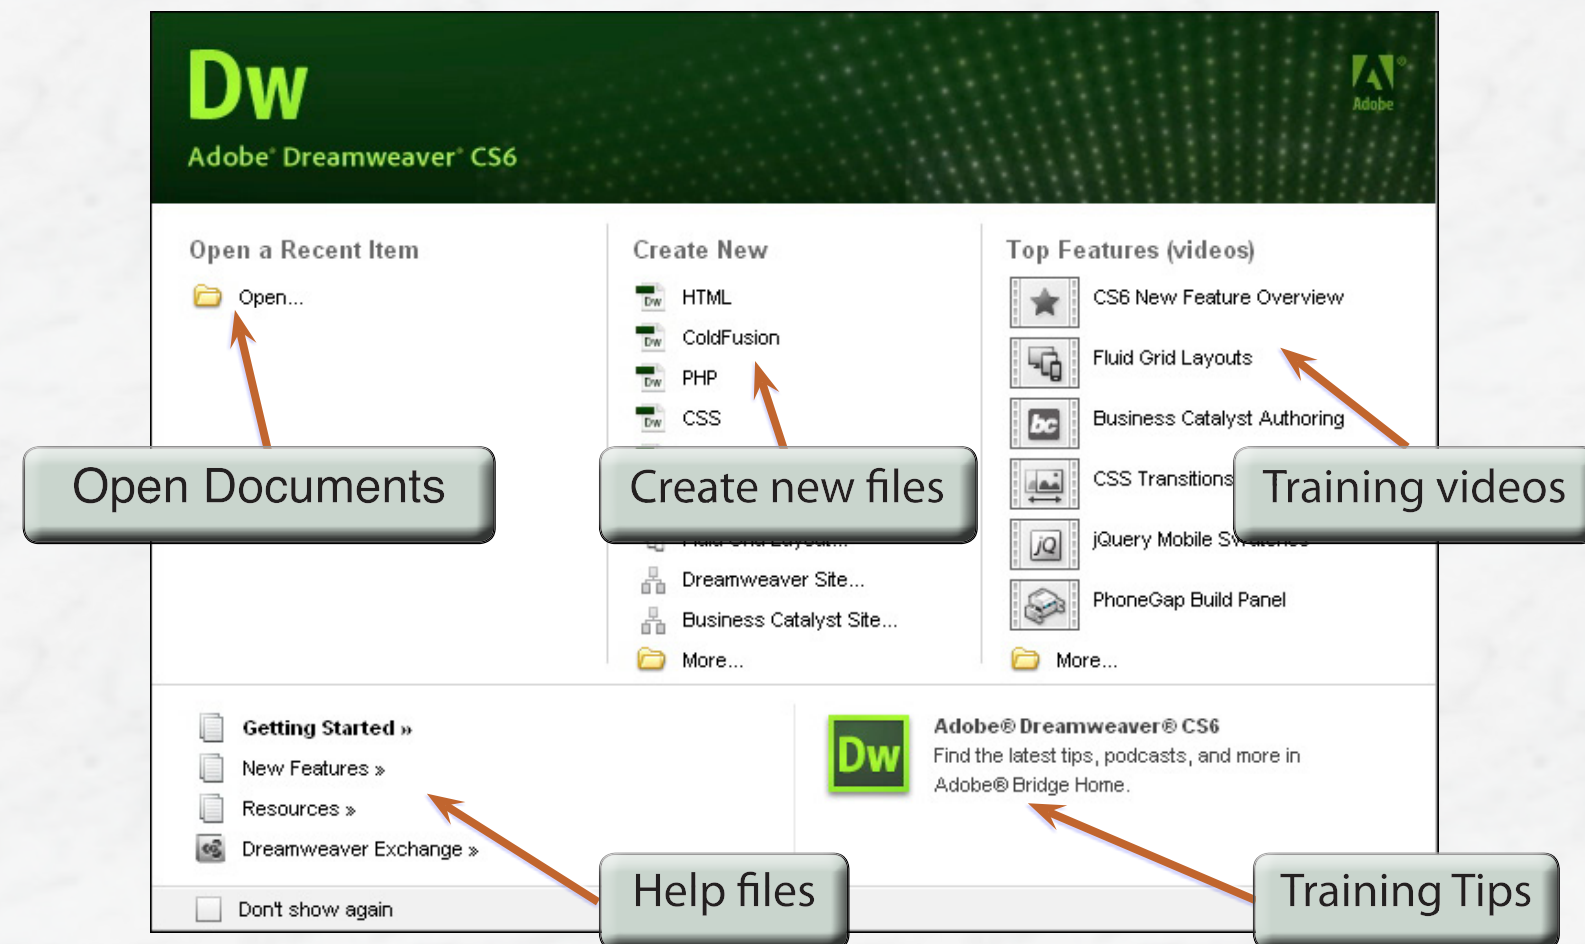 Dw
Adobe® Dreamweaver® CS6
Adobe®
Open a Recent Item
Open...
Open Documents
Create New
HTML
ColdFusion
PHP
CSS
Create new files
Dreamweaver Site...
Business Catalyst Site...
More...
Top Features (videos)
CS6 New Feature Overview
Fluid Grid Layouts
bc
Business Catalyst Authoring
CSS Transitions
Training videos
jQ
jQuery Mobile Swatches
PhoneGap Build Panel
More...
Getting Started »
New Features »
Resources »
Dreamweaver Exchange »
Help files
Dw
Adobe® Dreamweaver® CS6
Find the latest tips, podcasts, and more in
Adobe® Bridge Home.
Training Tips
Don't show again